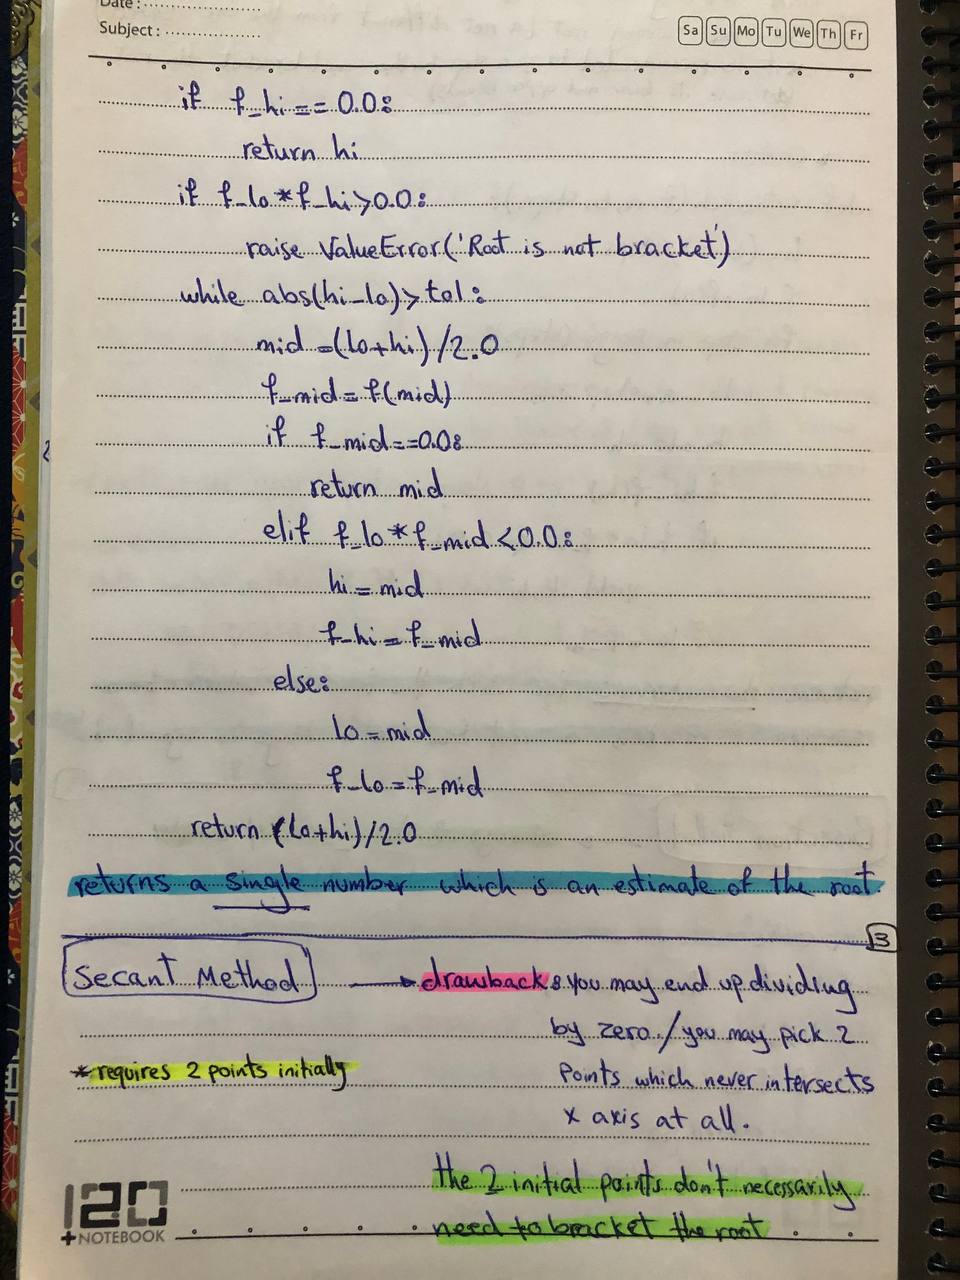 Date :
Subject :
Sa Su Mo Tu We Th Fr
if f_hi == 0.0:
return hi
if f_lo*f_hi>0.0:
raise ValueError('Root is not bracket')
while abs(hi-lo)>tol:
mid =(lo+hi)/2.0
f_mid = f(mid)
if f_mid==0.0:
return mid
elif f_lo*f_mid<0.0:
hi = mid
f_hi = f_mid
else:
lo = mid
f_lo = f_mid
return (lo+hi)/2.0
returns a single number which is an estimate of the root
3
Secant Method → drawback: you may end up dividing
by zero. / you may pick 2
* requires 2 points initially
points which never intersects
x axis at all.
the 2 initial points don't necessarily
need to bracket the root
120
+NOTEBOOK